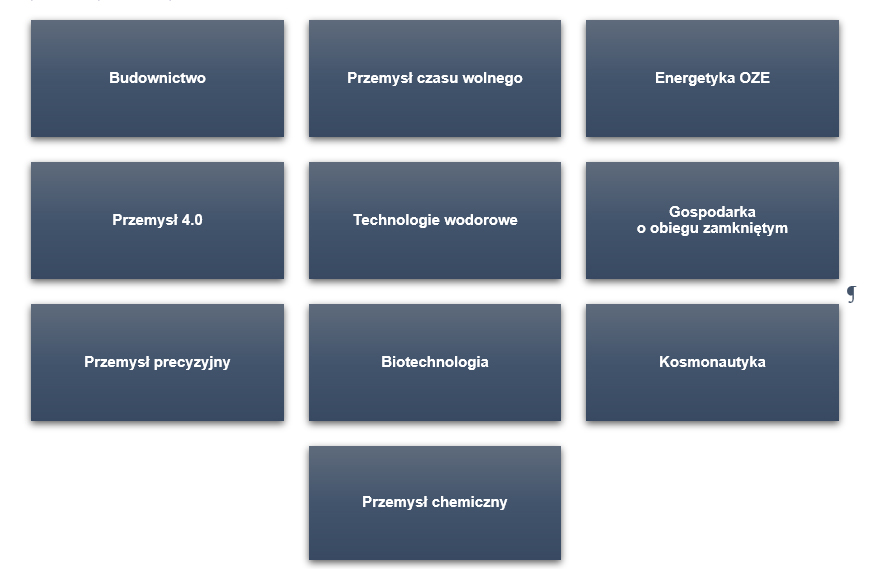 Budownictwo
Przemysł czasu wolnego
Energetyka OZE
Przemysł 4.0
Technologie wodorowe
Gospodarka
o obiegu zamkniętym
¶
Przemysł precyzyjny
Biotechnologia
Kosmonautyka
Przemysł chemiczny